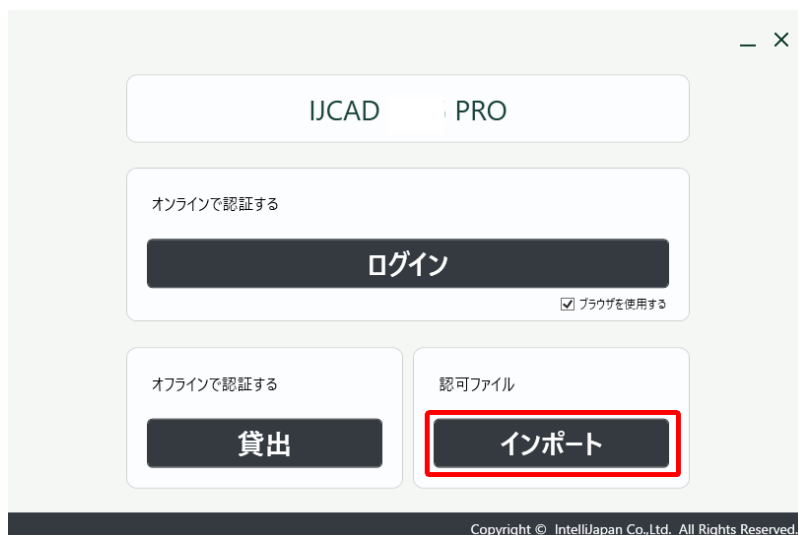 IJCAD PRO
オンラインで認証する
ログイン
ブラウザを使用する
オフラインで認証する
貸出
認可ファイル
インポート
Copyright © IntelliJapan Co.,Ltd. All Rights Reserved.